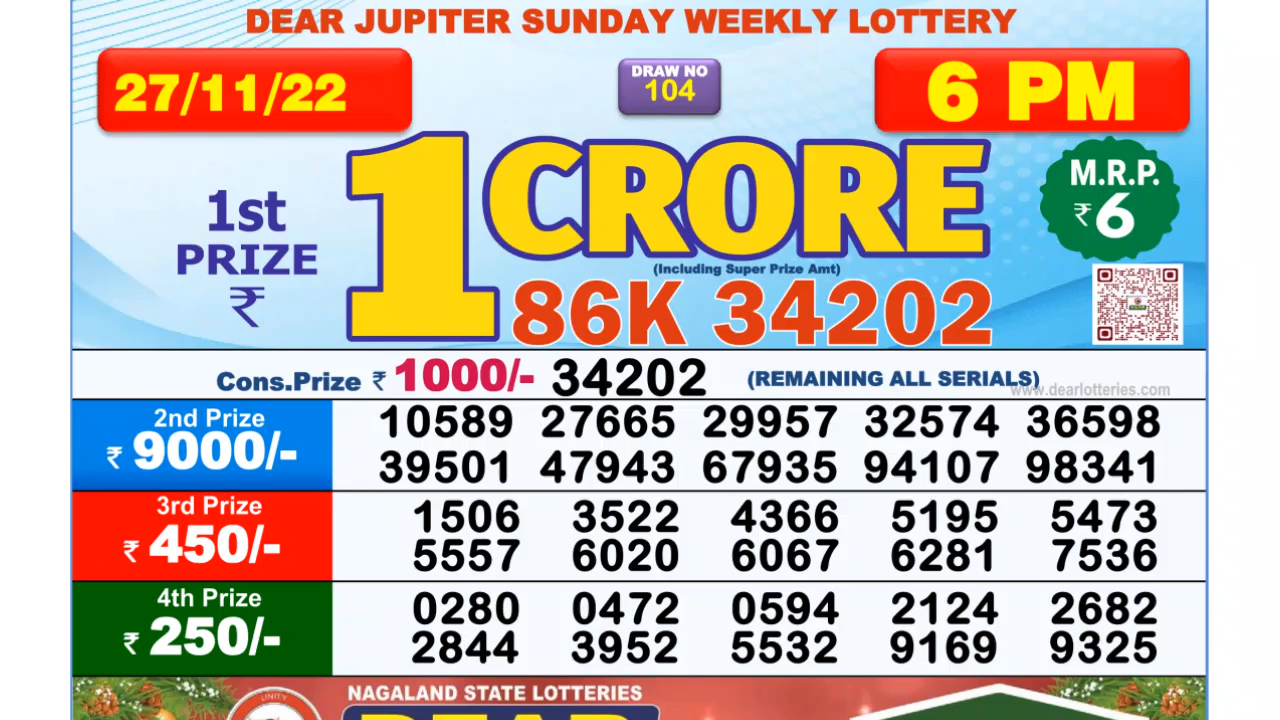 DEAR JUPITER SUNDAY WEEKLY LOTTERY
27/11/22
DRAW NO
104
6 PM
1st
PRIZE
₹
1 CRORE
(Including Super Prize Amt)
86K 34202
M.R.P.
₹6
Cons.Prize ₹ 1000/- 34202 (REMAINING ALL SERIALS)
www.dearlotteries.com
2nd Prize
₹ 9000/-
10589 27665 29957 32574 36598
39501 47943 67935 94107 98341
3rd Prize
₹ 450/-
1506 3522 4366 5195 5473
5557 6020 6067 6281 7536
4th Prize
₹ 250/-
0280 0472 0594 2124 2682
2844 3952 5532 9169 9325
UNITY
NAGALAND STATE LOTTERIES
DEAR